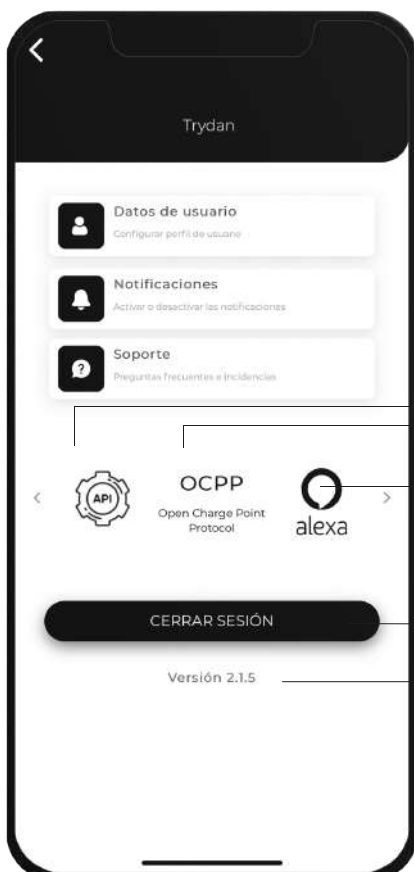 Trydan
Datos de usuario
Configurar perfil de usuario
Notificaciones
Activar o desactivar las notificaciones
Soporte
Preguntas frecuentes e incidencias
API
OCPP
Open Charge Point
Protocol
alexa
CERRAR SESIÓN
Versión 2.1.5